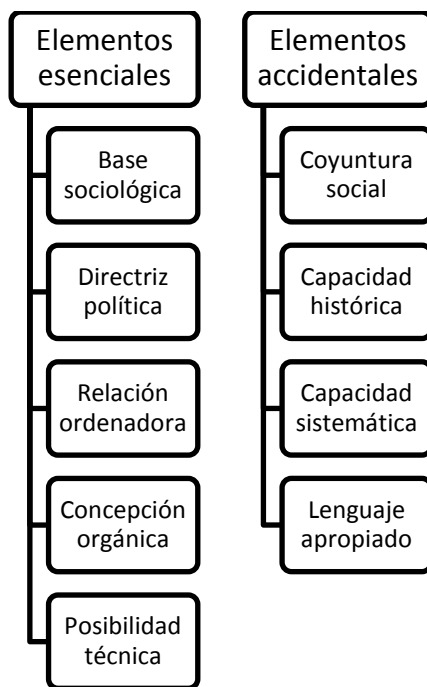 Elementos
esenciales
Base
sociológica
Directriz
política
Relación
ordenadora
Concepción
orgánica
Posibilidad
técnica
Elementos
accidentales
Coyuntura
social
Capacidad
histórica
Capacidad
sistemática
Lenguaje
apropiado